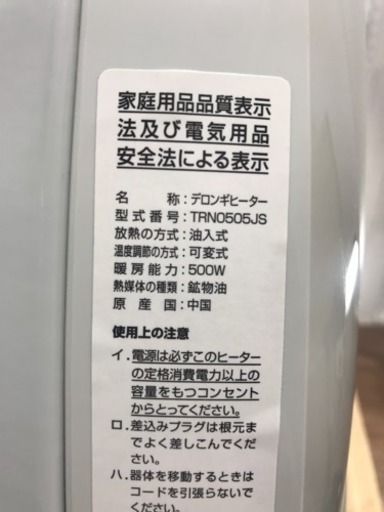 家庭用品品質表示
法及び電気用品
安全法による表示
名　　　称：デロンギヒーター
型式番号：TRN0505JS
放熱の方式：油入式
温度調節の方式：可変式
暖房能力：500W
熱媒体の種類：鉱物油
原　産　国：中国
使用上の注意
イ．電源は必ずこのヒーター
の定格消費電力以上の
容量をもつコンセント
からとってください。
ロ．差込みプラグは根元ま
でよく差しこんでください。
ハ．器体を移動するときは
コードを引張らないで
ください。